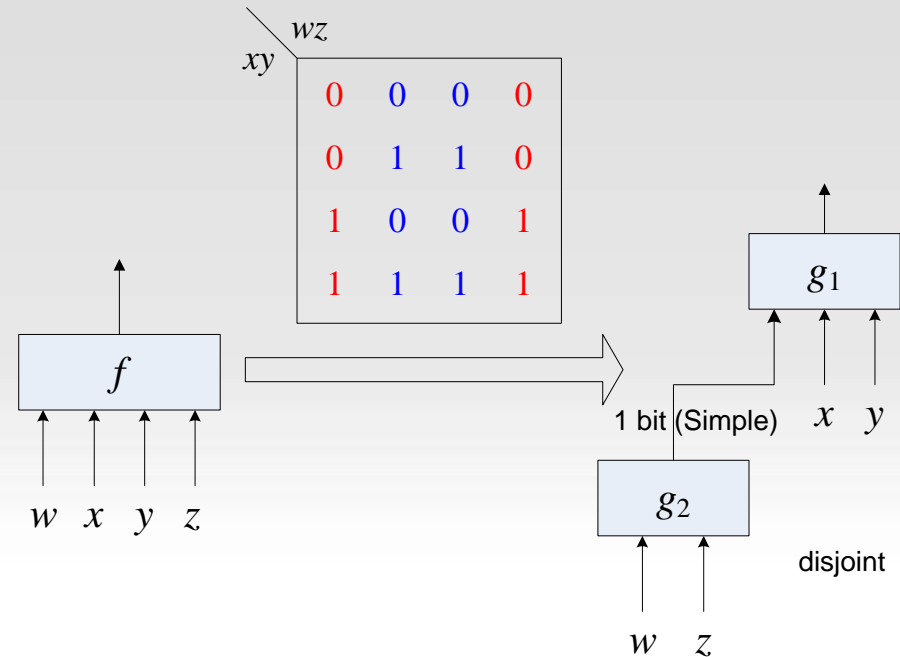 wz
xy
0 0 0 0
0 1 1 0
1 0 0 1
1 1 1 1
g1
f
1 bit (Simple)
x y
g2
w x y z
disjoint
w z